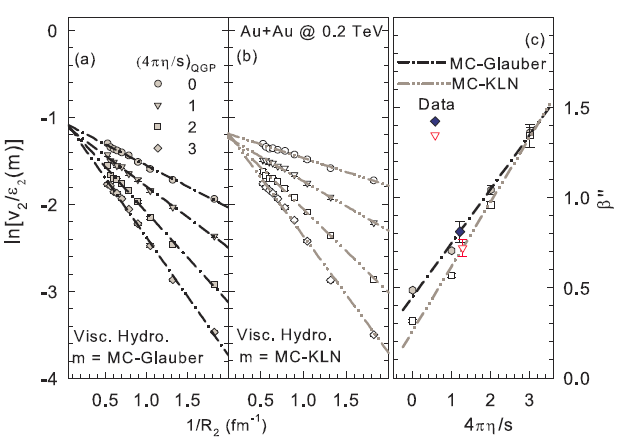 Au+Au @ 0.2 TeV
(a)
(4πη/s)QGP
0
1
2
3
(b)
(c)
MC-Glauber
MC-KLN
Data
ln[v2/ε2(m)]
0
-1
-2
-3
-4
Visc. Hydro.
m = MC-Glauber
Visc. Hydro.
m = MC-KLN
1.5
1.0
0.5
0.0
β"
0.5 1.0 1.5
0.5 1.0 1.5
0 1 2 3
1/R2 (fm-1)
4πη/s